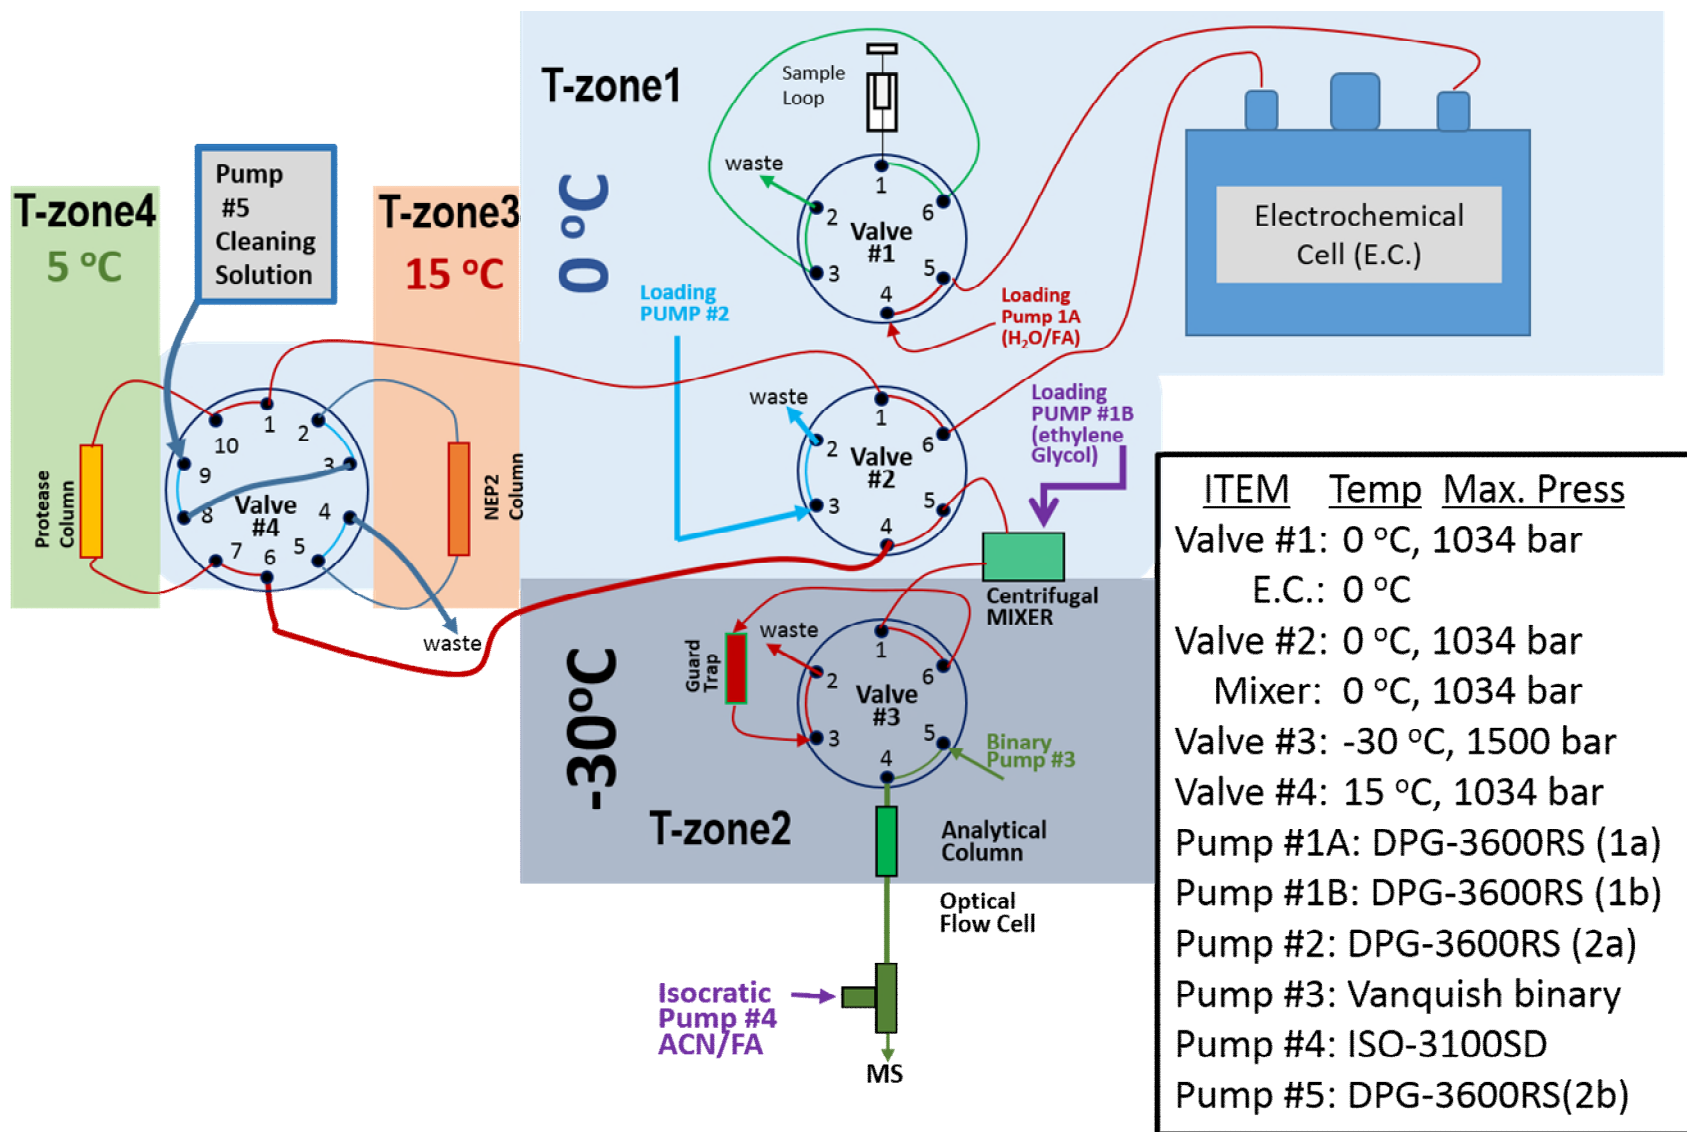 T-zone1
0 °C
Sample
Loop
waste
1
2
3
4
5
6
Valve
#1
Electrochemical
Cell (E.C.)
Loading
Pump 1A
(H₂O/FA)
Loading
PUMP #2
Pump
#5
Cleaning
Solution
T-zone4
5 °C
T-zone3
15 °C
Protease
Column
NEP2
Column
1
2
3
4
5
6
7
8
9
10
Valve
#4
waste
waste
1
2
3
4
5
6
Valve
#2
Loading
PUMP #1B
(ethylene
Glycol)
Centrifugal
MIXER
-30°C
T-zone2
Guard
Trap
waste
1
2
3
4
5
6
Valve
#3
Binary
Pump #3
Analytical
Column
Optical
Flow Cell
Isocratic
Pump #4
ACN/FA
MS
ITEM Temp Max. Press
Valve #1: 0 °C, 1034 bar
E.C.: 0 °C
Valve #2: 0 °C, 1034 bar
Mixer: 0 °C, 1034 bar
Valve #3: -30 °C, 1500 bar
Valve #4: 15 °C, 1034 bar
Pump #1A: DPG-3600RS (1a)
Pump #1B: DPG-3600RS (1b)
Pump #2: DPG-3600RS (2a)
Pump #3: Vanquish binary
Pump #4: ISO-3100SD
Pump #5: DPG-3600RS(2b)